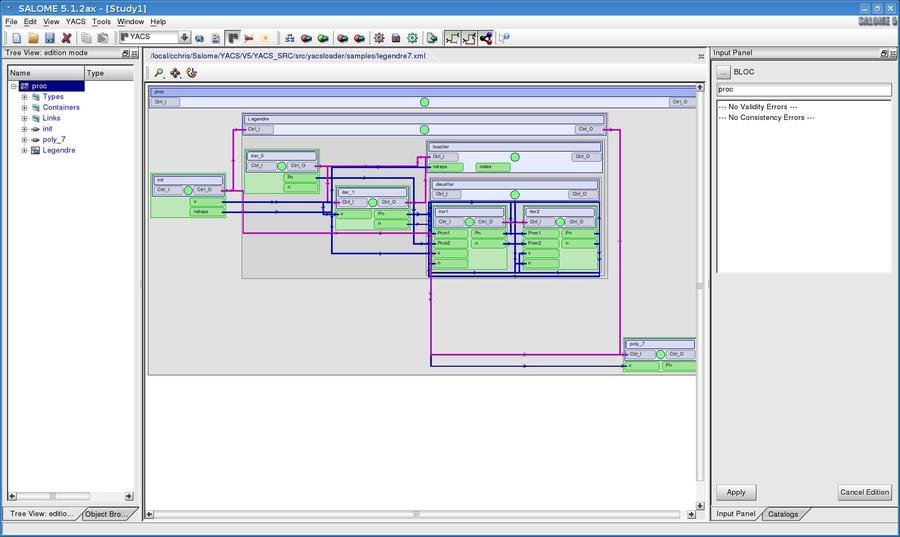 SALOME 5.1.2ax - [Study1]
File Edit View YACS Tools Window Help
YACS
SALOME 5
Tree View: edition mode
Name Type
proc
Types
Containers
Links
init
poly_7
Legendre
Tree View: editio... Object Bro...
/local/cchris/Salome/YACS/V5/YACS_SRC/src/yacsloader/samples/legendre7.xml
proc
Ctrl_I Ctrl_O
Legendre
Ctrl_I Ctrl_O
iter_0
Ctrl_I Ctrl_O
Pn
n
init
Ctrl_I Ctrl_O
x
nsteps
iter_1
Ctrl_I Ctrl_O
x Pn
n
loopIter
Ctrl_I Ctrl_O
nsteps index
deuxIter
Ctrl_I Ctrl_O
iter1
Ctrl_I Ctrl_O
Pnm1 Pn
Pnm2 n
x
n
iter2
Ctrl_I Ctrl_O
Pnm1 Pn
Pnm2 n
x
n
poly_7
Ctrl_I Ctrl_O
x Pn
Input Panel
... BLOC
proc
--- No Validity Errors ---
--- No Consistency Errors ---
Apply Cancel Edition
Input Panel Catalogs